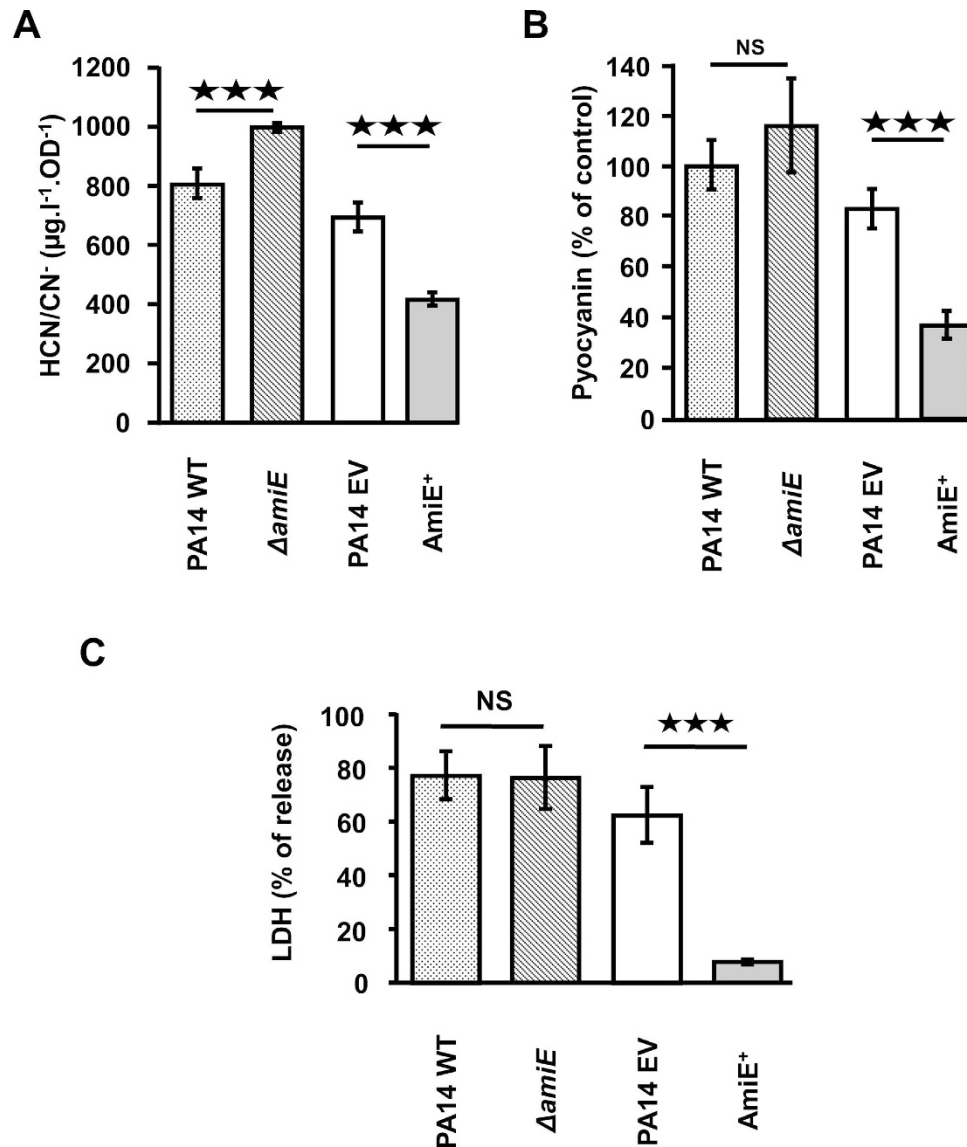 A
HCN/CN⁻ (µg.l⁻¹.OD⁻¹)
1200
1000
800
600
400
200
0
★★★
★★★
PA14 WT
ΔamiE
PA14 EV
AmiE⁺
B
Pyocyanin (% of control)
140
120
100
80
60
40
20
0
NS
★★★
PA14 WT
ΔamiE
PA14 EV
AmiE⁺
C
LDH (% of release)
100
80
60
40
20
0
NS
★★★
PA14 WT
ΔamiE
PA14 EV
AmiE⁺